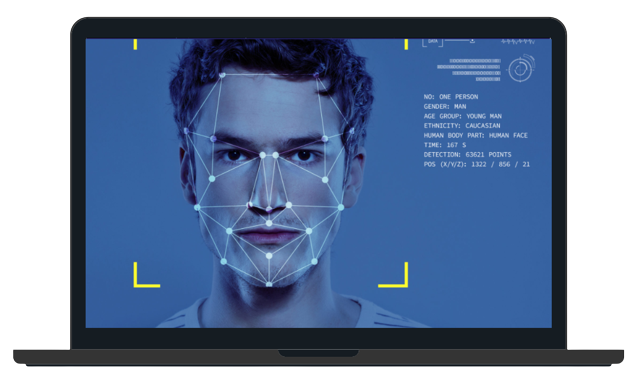 NO: ONE PERSON
GENDER: MAN
AGE GROUP: YOUNG MAN
ETHNICITY: CAUCASIAN
HUMAN BODY PART: HUMAN FACE
TIME: 167 S
DETECTION: 63621 POINTS
POS (X/Y/Z): 1322 / 856 / 21